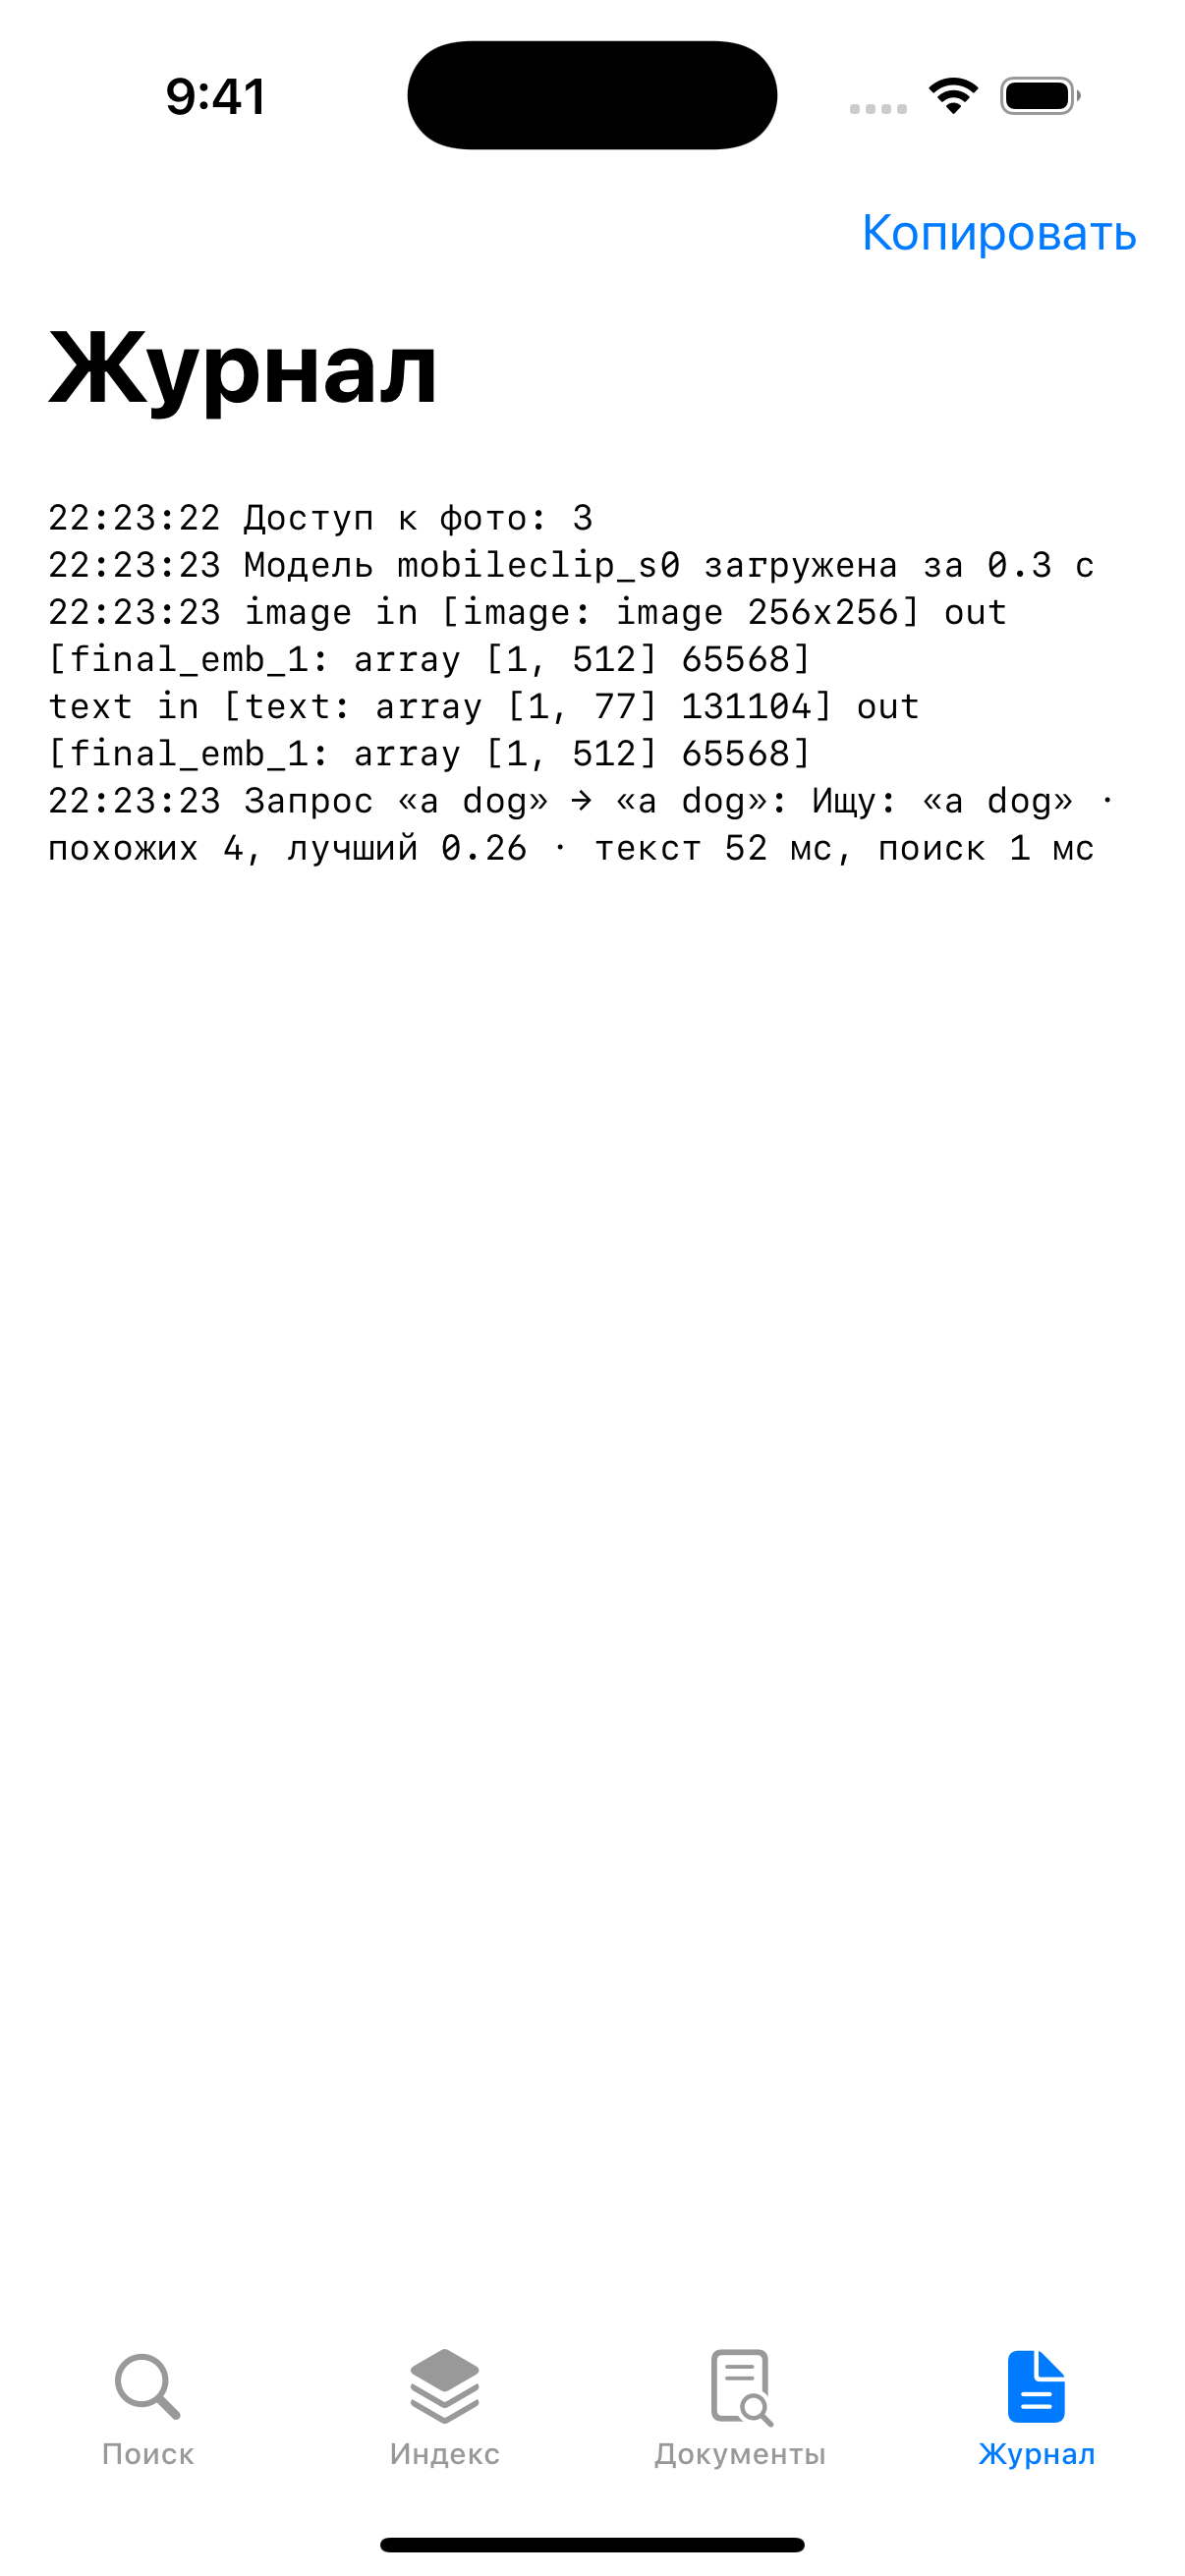 9:41
Копировать
Журнал
22:23:22 Доступ к фото: 3
22:23:23 Модель mobileclip_s0 загружена за 0.3 с
22:23:23 image in [image: image 256x256] out
[final_emb_1: array [1, 512] 65568]
text in [text: array [1, 77] 131104] out
[final_emb_1: array [1, 512] 65568]
22:23:23 Запрос «a dog» → «a dog»: Ищу: «a dog» ·
похожих 4, лучший 0.26 · текст 52 мс, поиск 1 мс
Поиск
Индекс
Документы
Журнал